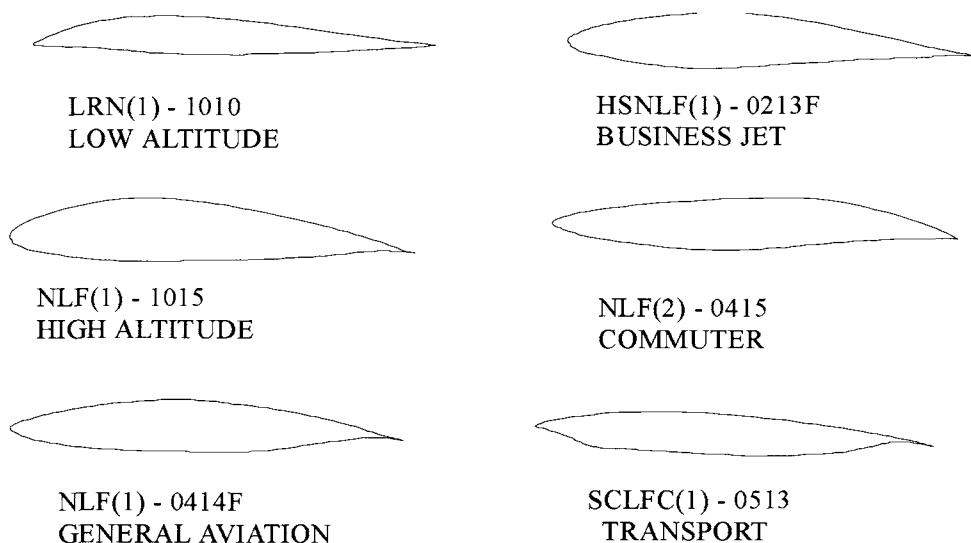 LRN(1) - 1010
LOW ALTITUDE
HSNLF(1) - 0213F
BUSINESS JET
NLF(1) - 1015
HIGH ALTITUDE
NLF(2) - 0415
COMMUTER
NLF(1) - 0414F
GENERAL AVIATION
SCLFC(1) - 0513
TRANSPORT